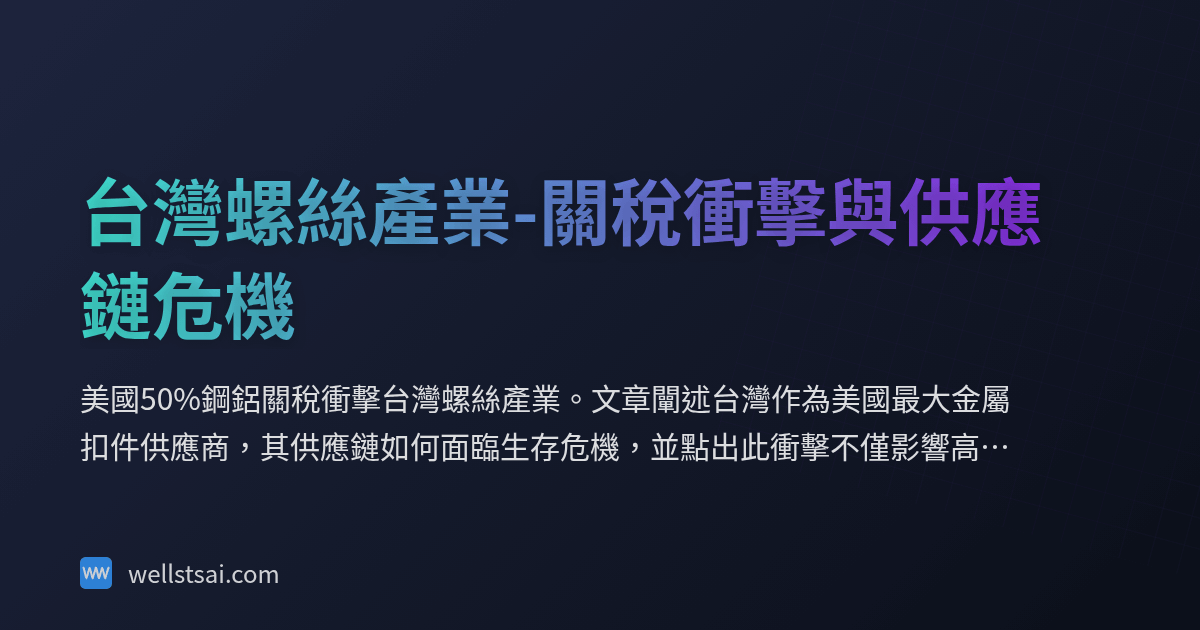 台灣螺絲產業-關稅衝擊與供應
鏈危機
美國50%鋼鋁關稅衝擊台灣螺絲產業。文章闡述台灣作為美國最大金屬
扣件供應商，其供應鏈如何面臨生存危機，並點出此衝擊不僅影響高…
wellstsai.com